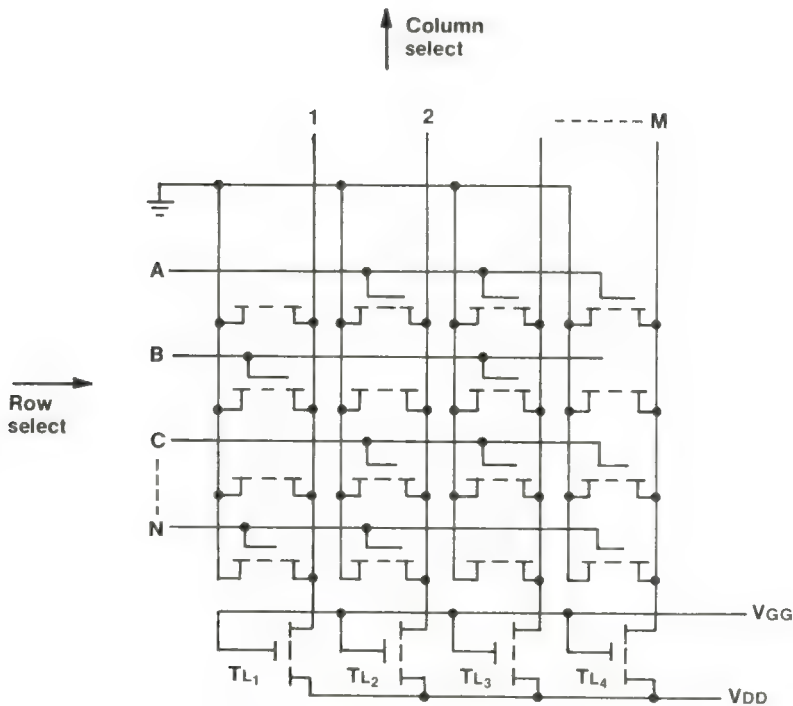 Column
select
1
2
M
A
B
Row
select
C
N
VGG
TL1
TL2
TL3
TL4
VDD